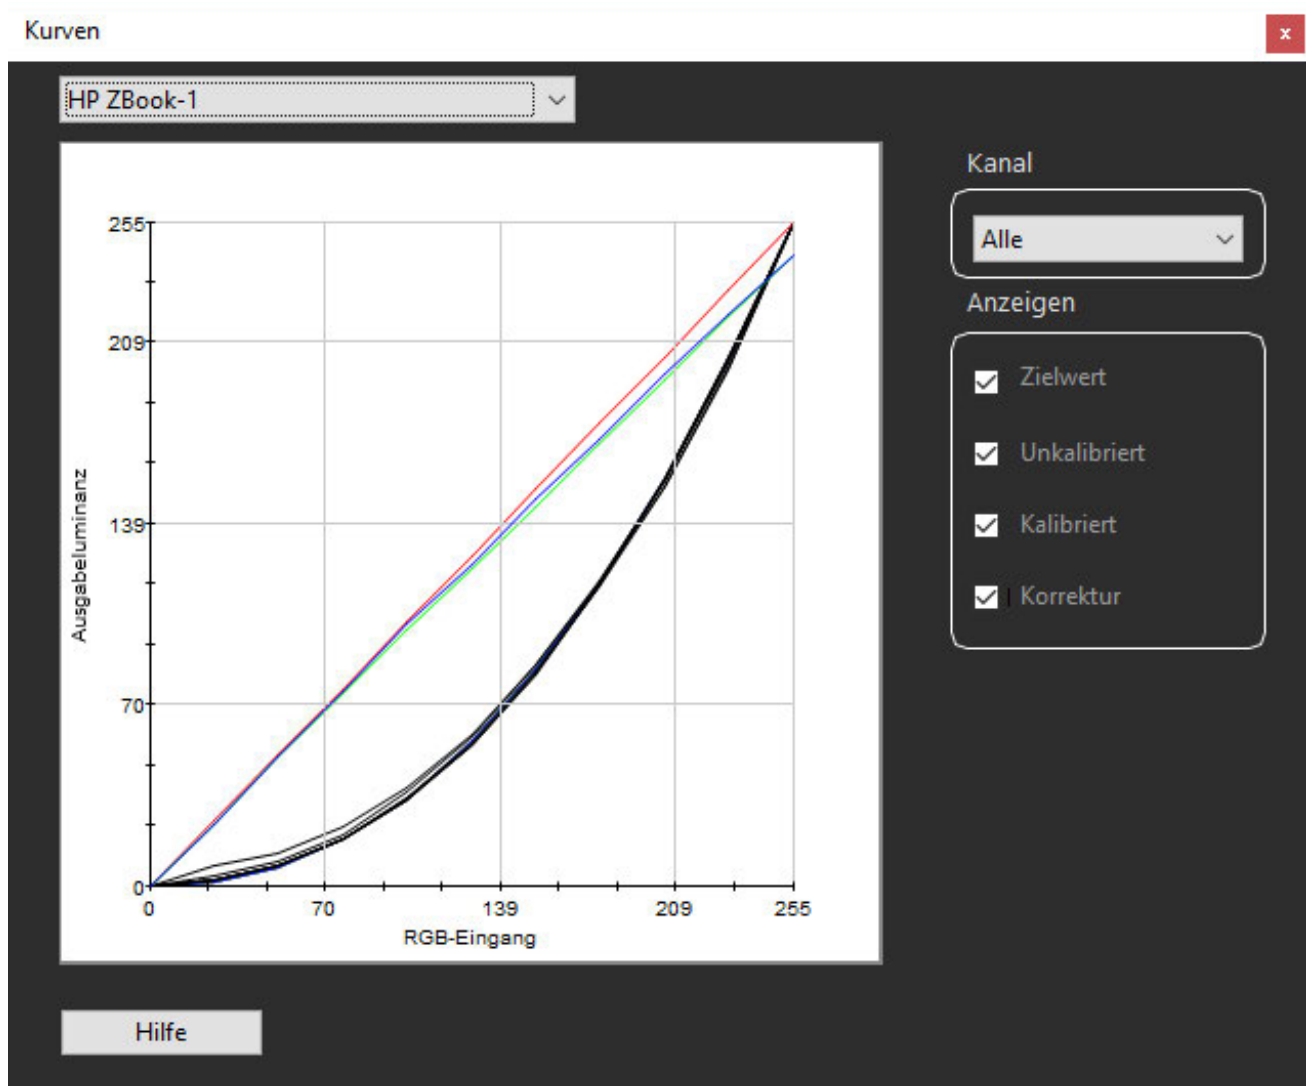 Kurven
x
HP ZBook-1
Kanal
Alle
Anzeigen
Zielwert
Unkalibriert
Kalibriert
Korrektur
255
209
139
70
0
Ausgabeluminanz
0 70 139 209 255
RGB-Eingang
Hilfe